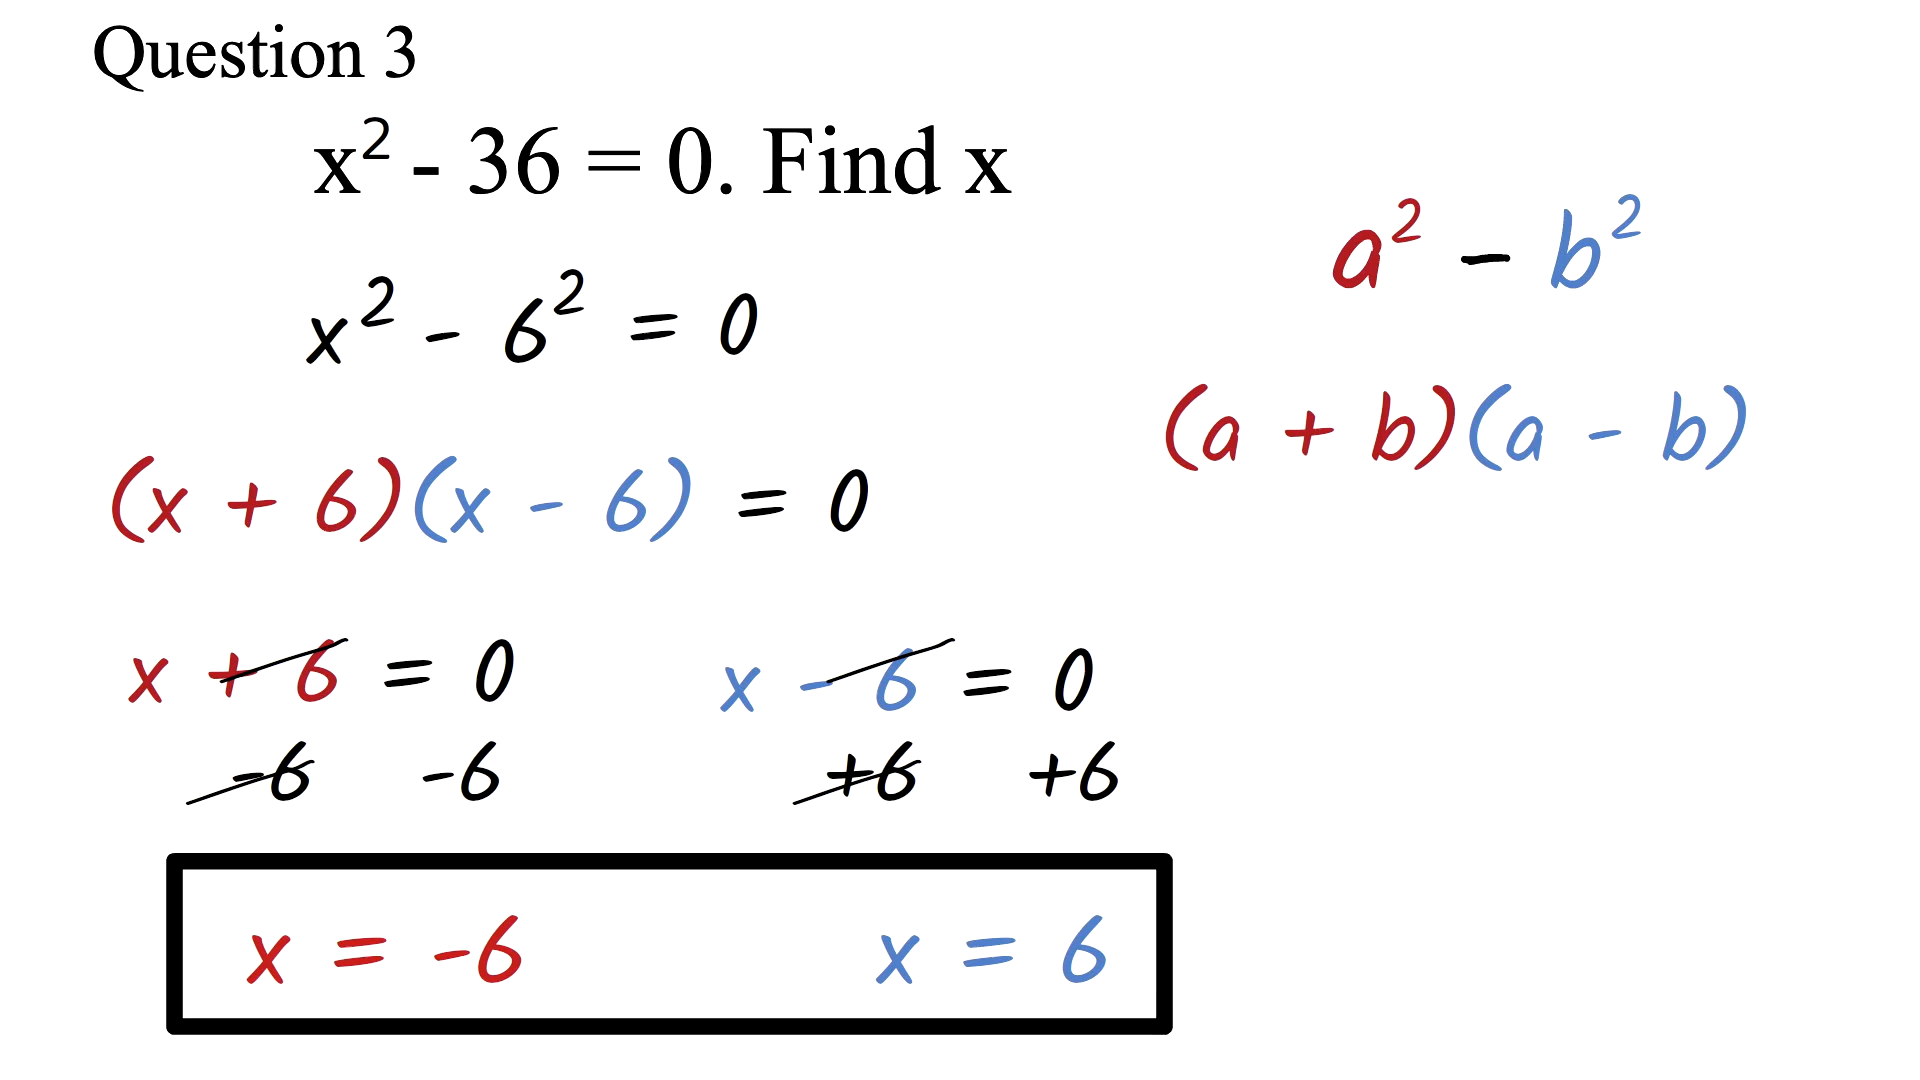 Question 3
x² - 36 = 0. Find x
x² - 6² = 0
a² - b²
(a + b)(a - b)
(x + 6)(x - 6) = 0
x + 6 = 0    x - 6 = 0
-6 -6    +6 +6
x = -6    x = 6